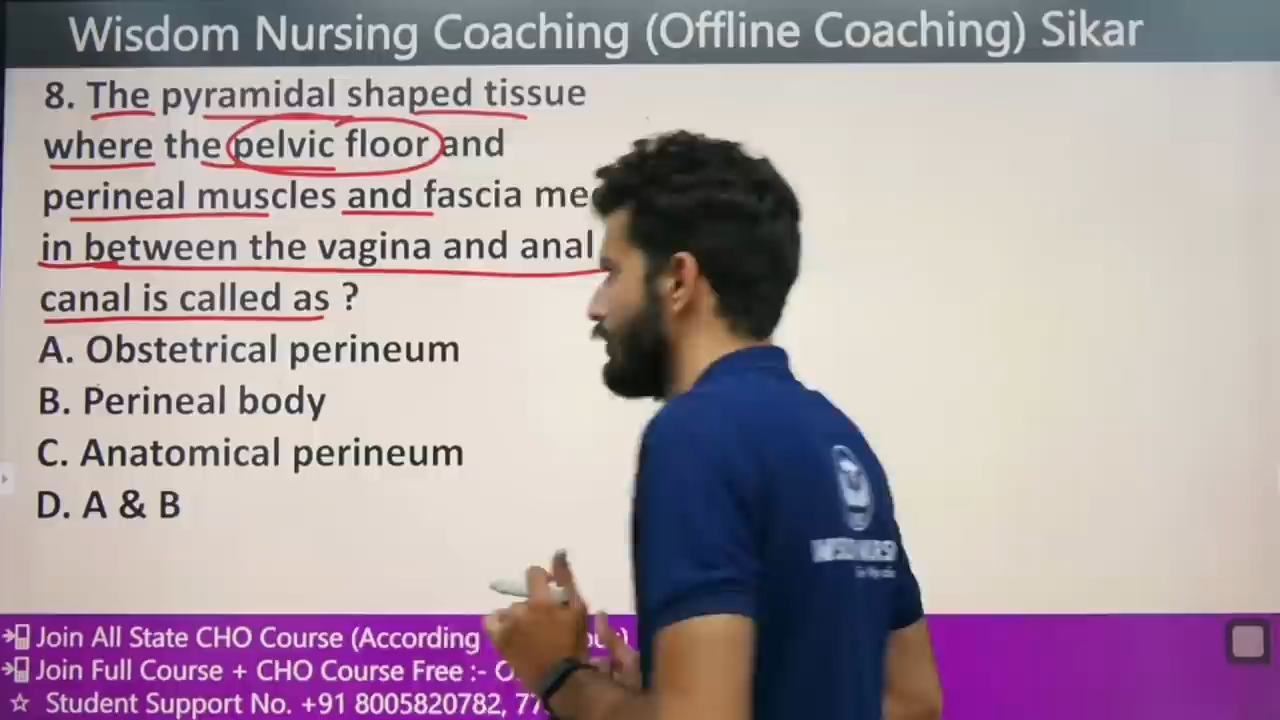 Wisdom Nursing Coaching (Offline Coaching) Sikar
8. The pyramidal shaped tissue
where the pelvic floor and
perineal muscles and fascia
in between the vagina and anal
canal is called as ?
A. Obstetrical perineum
B. Perineal body
C. Anatomical perineum
D. A & B
Join All State CHO Course (According
Join Full Course + CHO Course Free :-
☆ Student Support No. +91 8005820782,